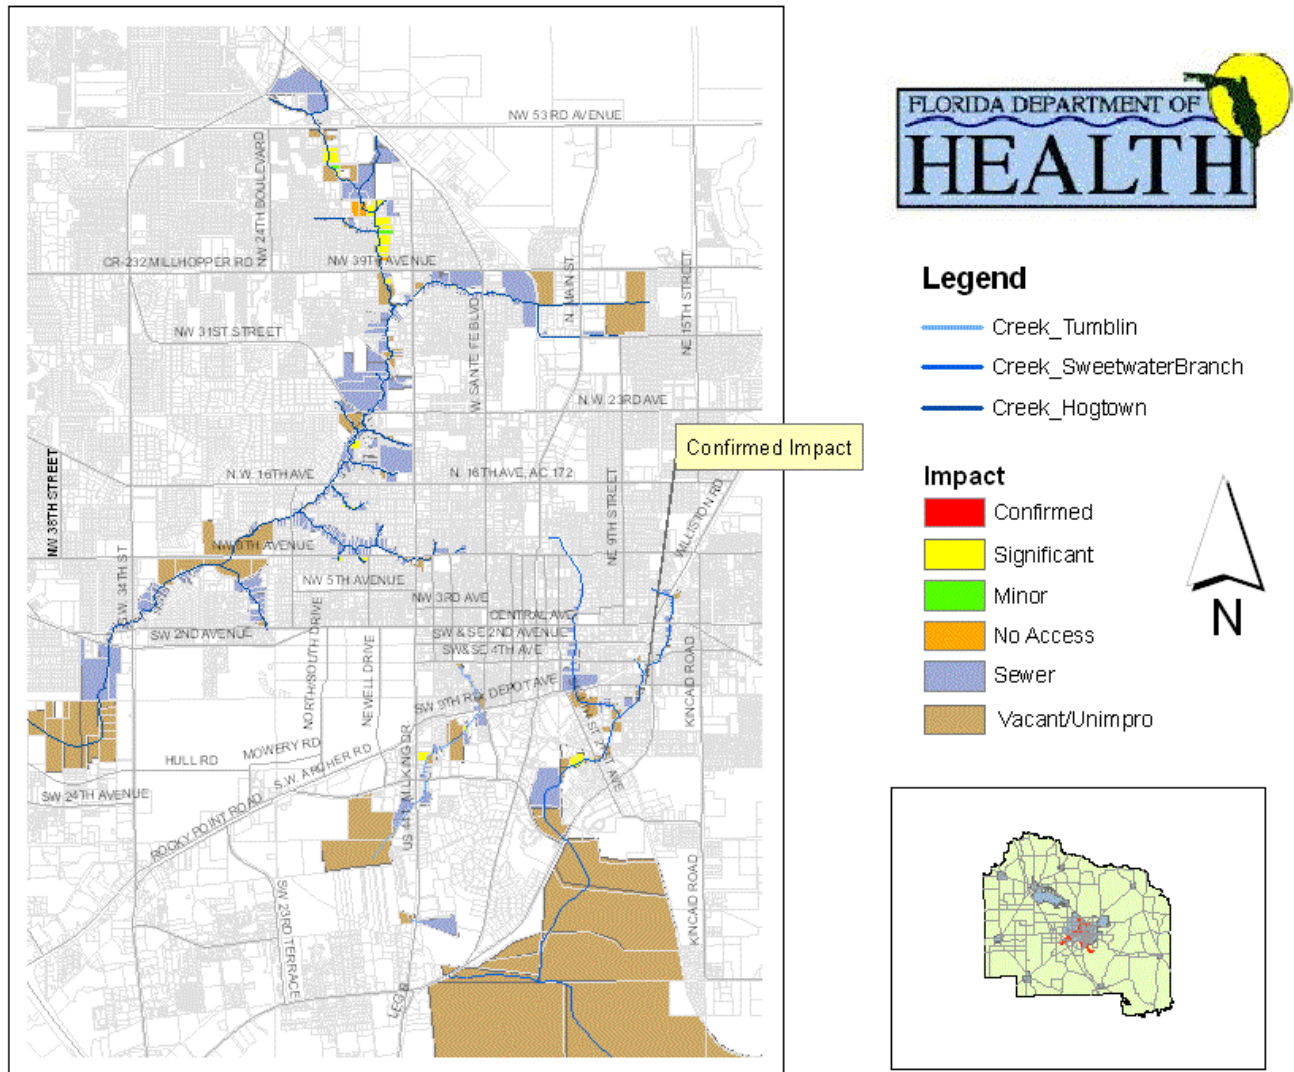 NW 53RD AVENUE
NW 24TH BOULEVARD
CR-232 MILLHOPPER RD
NW 39TH AVENUE
N. MAIN ST.
NE 15TH STREET
NW 31ST STREET
W. SANTE FE BLVD
N.W. 23RD AVE
Confirmed Impact
NW 38TH STREET
N.W. 16TH AVE
N. 16TH AVE, AC 172
NE 9TH STREET
WILLISTON RD
NW 8TH AVENUE
S.W. 34TH ST
NW 5TH AVENUE
NW 3RD AVE
CENTRAL AVE
SW 2ND AVENUE
SW & SE 2ND AVENUE
SW&SE 4TH AVE
NORTH/SOUTH DRIVE
NEWELL DRIVE
KINCAID ROAD
SW 9TH RD, DEPOT AVE
MOWERY RD
HULL RD
S.W. ARCHER RD
SW 24TH AVENUE
ROCKY POINT ROAD
SW 23RD TERRACE
KINCAID ROAD
FLORIDA DEPARTMENT OF
HEALTH
Legend
Creek_Tumblin
Creek_SweetwaterBranch
Creek_Hogtown
Impact
Confirmed
Significant
Minor
No Access
Sewer
Vacant/Unimpro
N